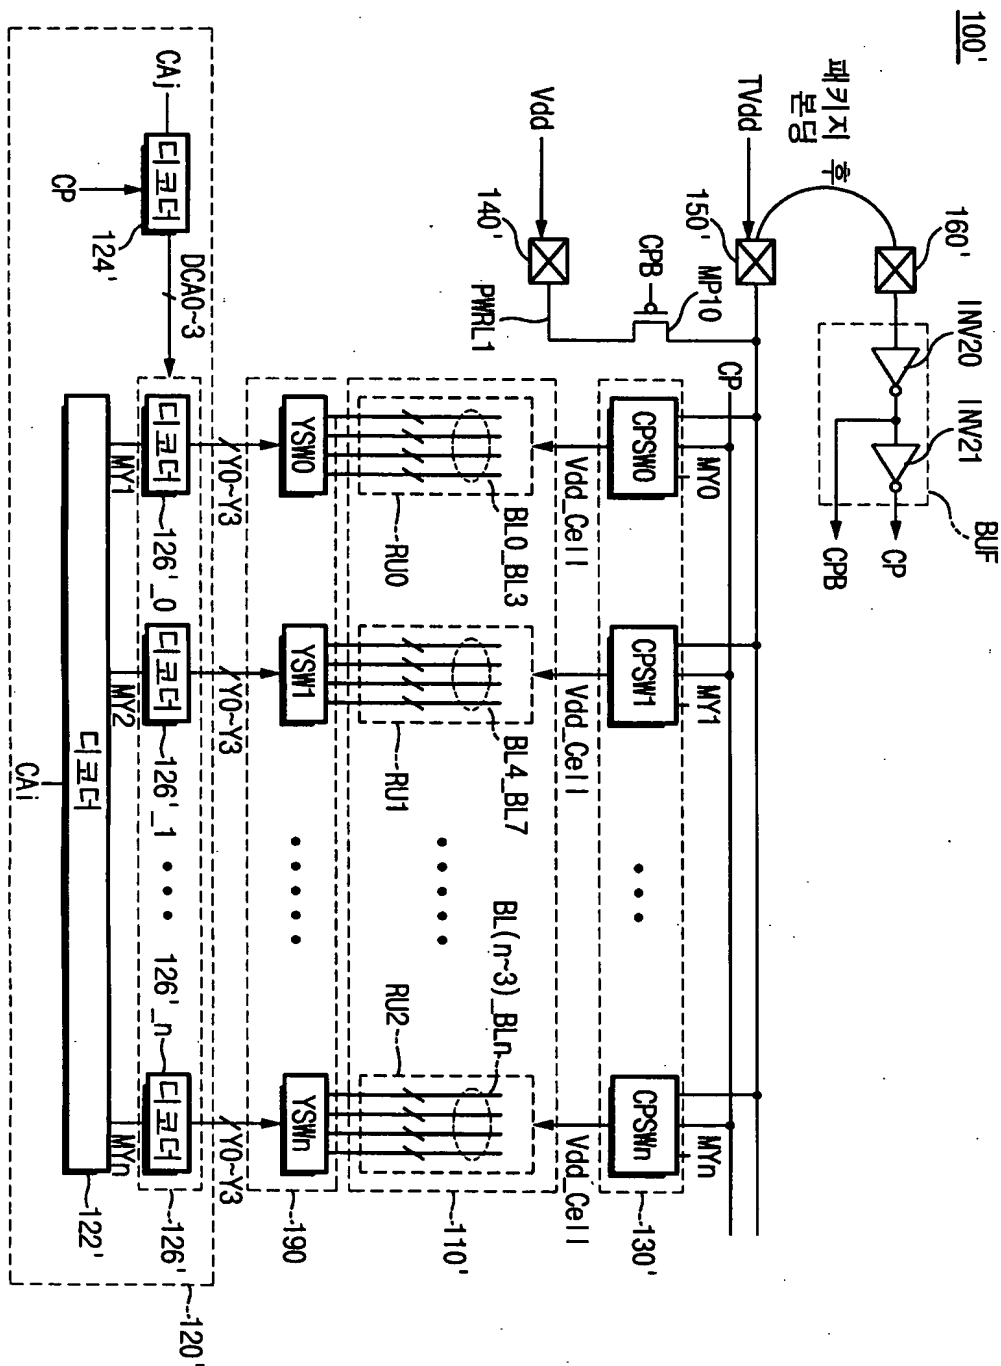 100'
패키지 후
본딩
160'
INV20
INV21
BUF
CP
CPB
TVdd
150'
Vdd
140'
CPB
MP10
PWRL1
CP
CPSW0
MY0
CPSW1
MY1
CPSWn
MYn
130'
Vdd_Cell
Vdd_Cell
Vdd_Cell
BL0_BL3
BL4_BL7
BL(n~3)_BLn
RU0
RU1
RU2
110'
YSW0
YSW1
YSWn
190
Y0~Y3
Y0~Y3
Y0~Y3
CAj
디코더
CP
124'
DCA0~3
디코더
126'_0
디코더
126'_1
126'_n
디코더
126'
MY1
MY2
MYn
디코더
122'
CAi
120'